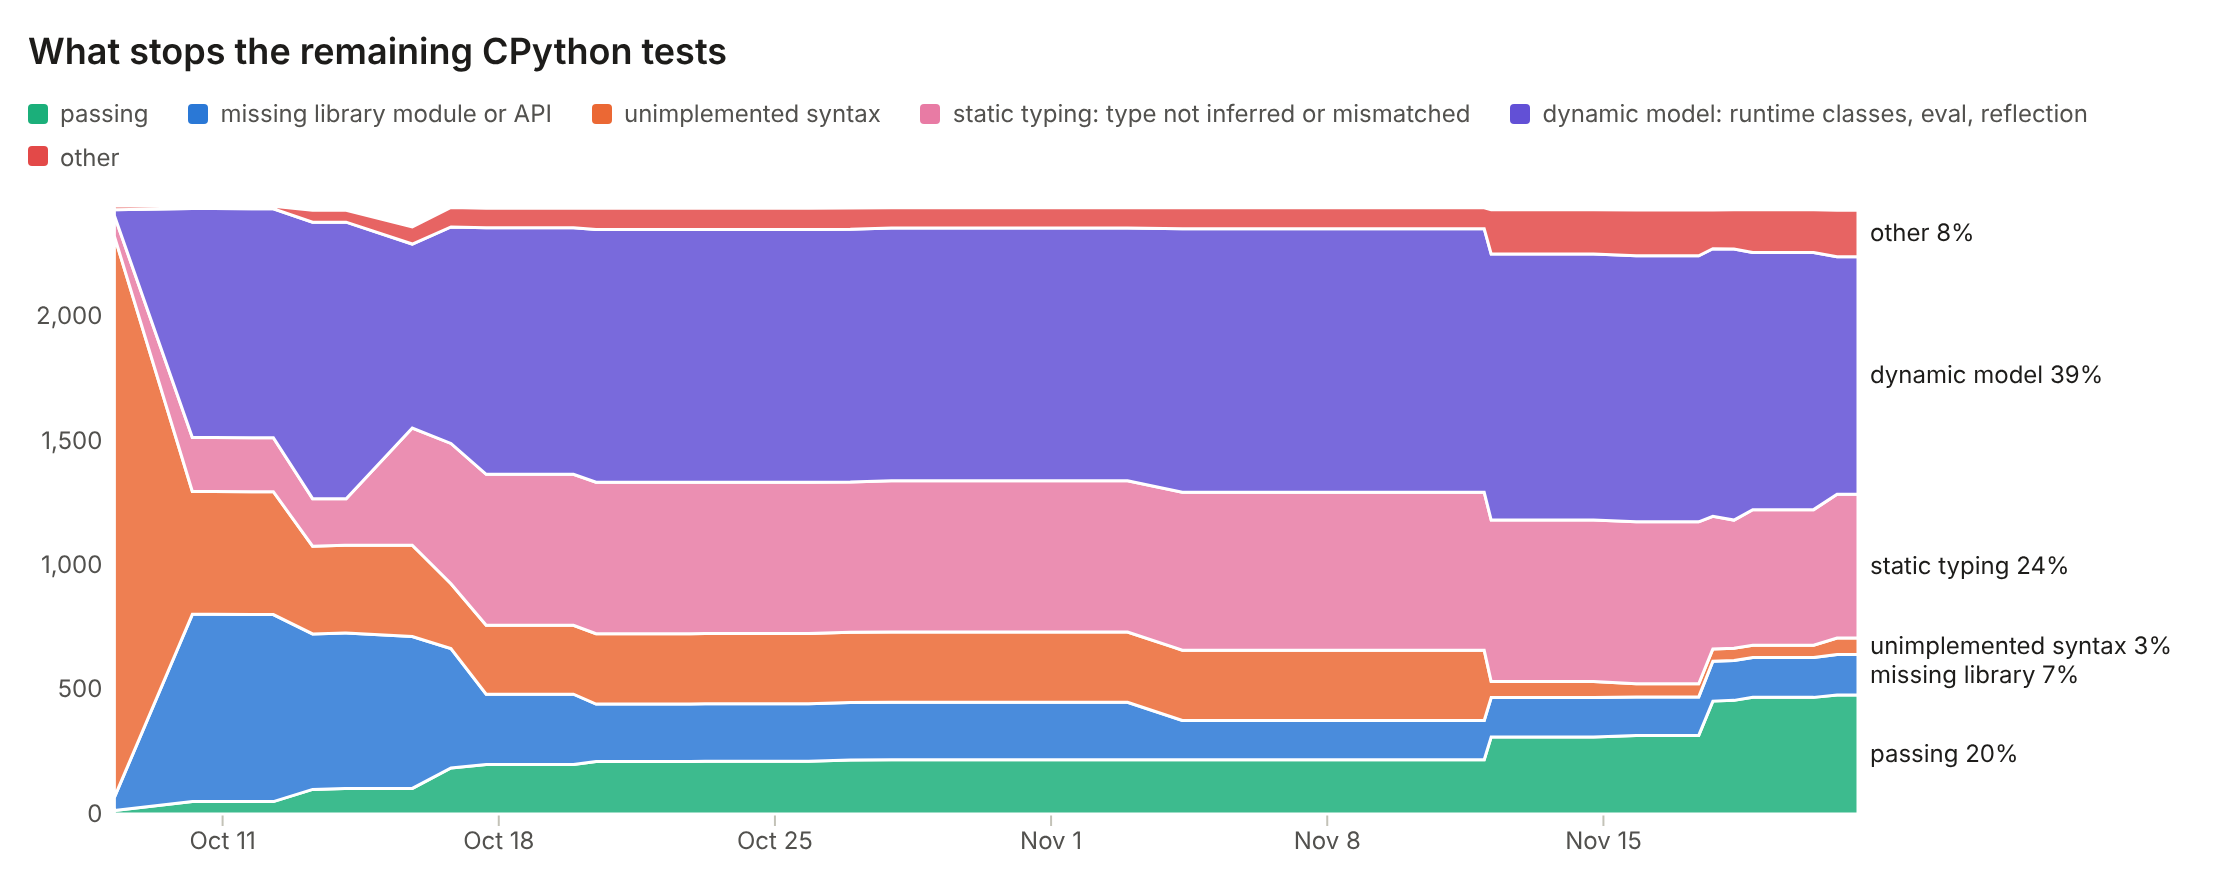 What stops the remaining CPython tests
passing missing library module or API unimplemented syntax static typing: type not inferred or mismatched dynamic model: runtime classes, eval, reflection
other
other 8%
2,000
dynamic model 39%
1,500
1,000
static typing 24%
unimplemented syntax 3%
missing library 7%
500
passing 20%
0
Oct 11 Oct 18 Oct 25 Nov 1 Nov 8 Nov 15